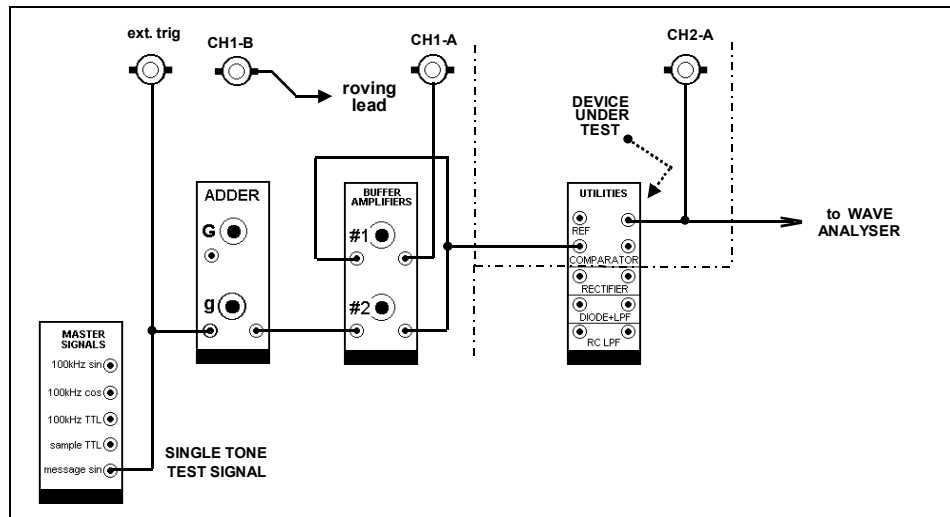 ext. trig
CH1-B
CH1-A
CH2-A
roving
lead
DEVICE
UNDER
TEST
ADDER
G
g
BUFFER
AMPLIFIERS
#1
#2
UTILITIES
REF
COMPARATOR
RECTIFIER
DIODE+LPF
RC LPF
to WAVE
ANALYSER
MASTER
SIGNALS
100kHz sin
100kHz cos
100kHz TTL
sample TTL
message sin
SINGLE TONE
TEST SIGNAL